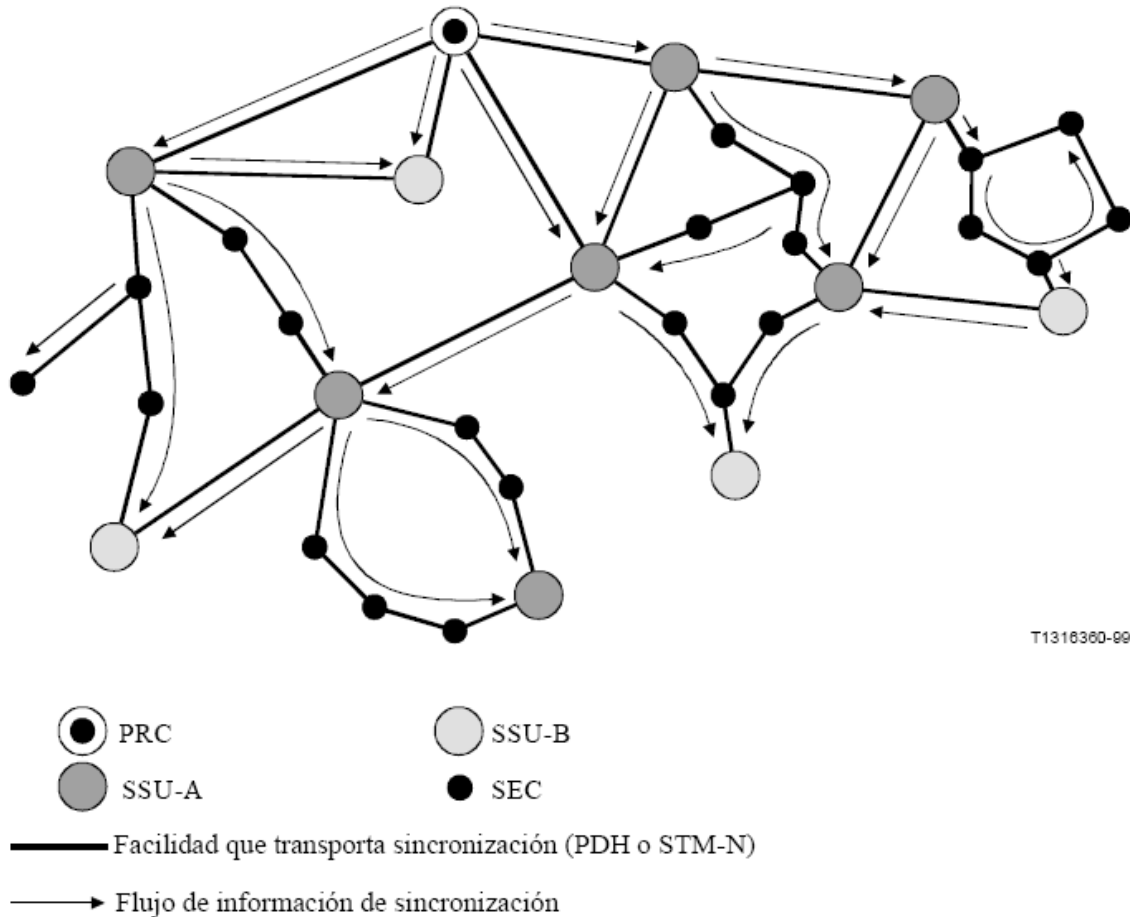 T1316360-99
PRC
SSU-B
SSU-A
SEC
Facilidad que transporta sincronización (PDH o STM-N)
Flujo de información de sincronización